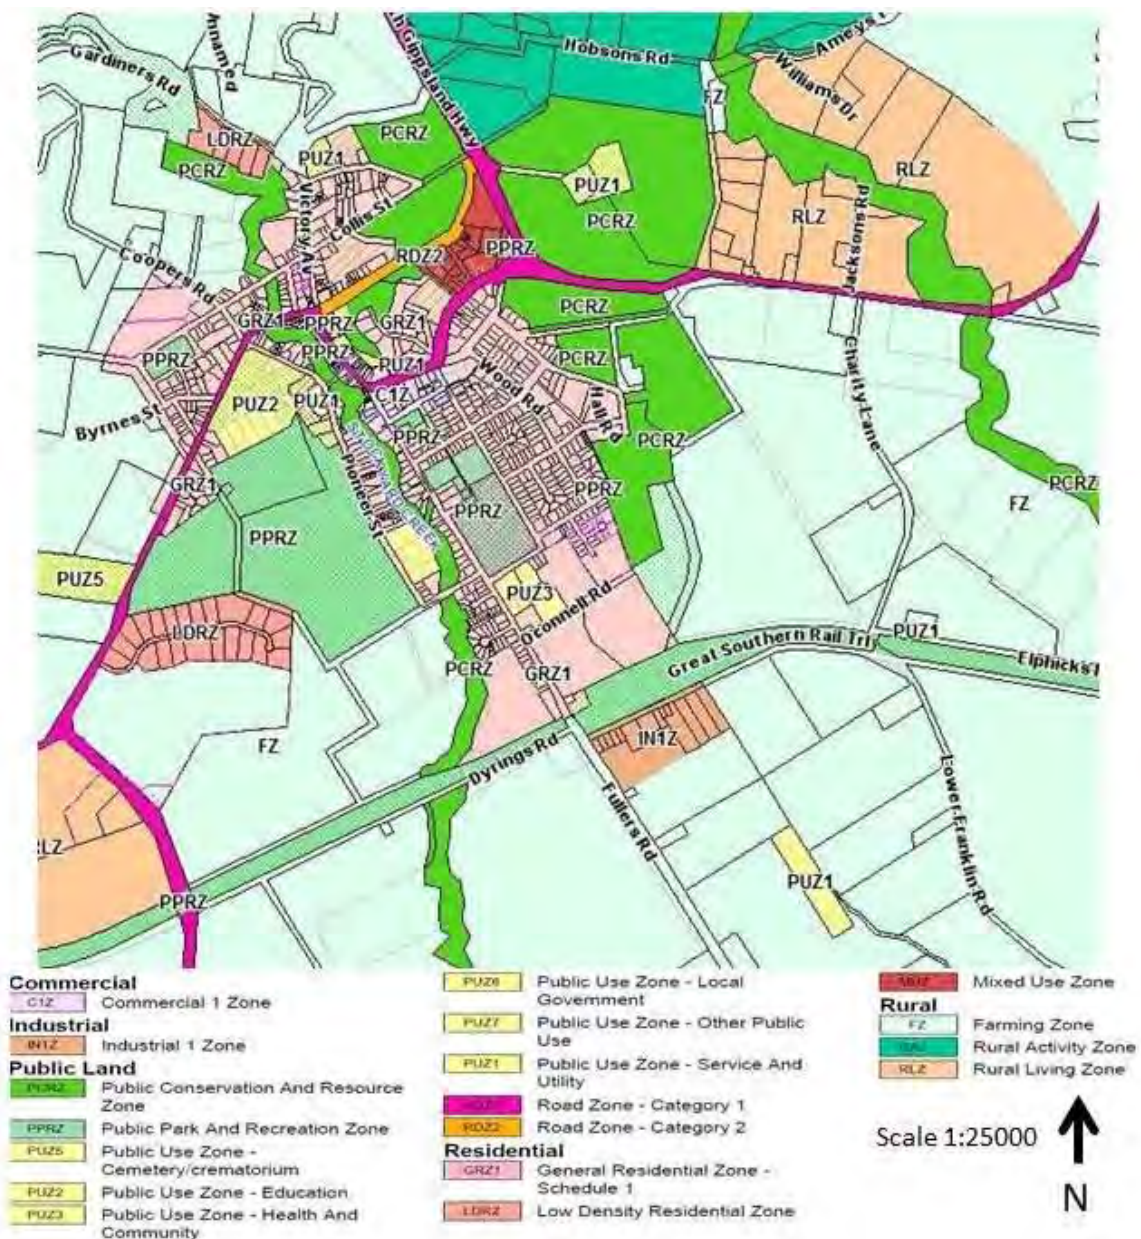 h Gippsland Hwy
Hobsons Rd
Ameys
Gardiners Rd
nnamed
Williams Dr
FZ
LDRZ
PCRZ
PUZ1
PCRZ
PUZ1
RLZ
PCRZ
RLZ
Victory Av
Collis St
Jacksons Rd
RDZ2
PPRZ
Coopers Rd
PCRZ
GRZ1
PPRZ
GRZ1
PPRZ
PPRZ
PUZ1
PCRZ
Charity Lane
Wood Rd
C1Z
Hall Rd
PUZ2
PUZ1
Byrnes St
PPRZ
PCRZ
GRZ1
Pioneer St
PPRZ
PPRZ
PCRZ
FZ
PPRZ
PUZ5
PUZ3
Oconnell Rd
LDRZ
PUZ1
Great Southern Rail Trl
Elphicks
PCRZ
GRZ1
FZ
IN1Z
Dyrings Rd
Fullers Rd
Lower Franklin Rd
RLZ
PUZ1
PPRZ
Commercial
C1Z Commercial 1 Zone
Industrial
IN1Z Industrial 1 Zone
Public Land
PCRZ Public Conservation And Resource
Zone
PPRZ Public Park And Recreation Zone
PUZ5 Public Use Zone -
Cemetery/crematorium
PUZ2 Public Use Zone - Education
PUZ3 Public Use Zone - Health And
Community
PUZ6 Public Use Zone - Local
Government
PUZ7 Public Use Zone - Other Public
Use
PUZ1 Public Use Zone - Service And
Utility
Road Zone - Category 1
RDZ2 Road Zone - Category 2
Residential
GRZ1 General Residential Zone -
Schedule 1
LDRZ Low Density Residential Zone
MUZ Mixed Use Zone
Rural
FZ Farming Zone
RAZ Rural Activity Zone
RLZ Rural Living Zone
Scale 1:25000
N